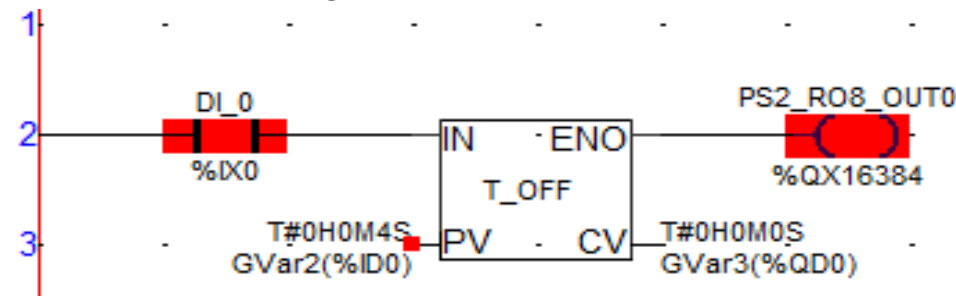 1
DI_0
PS2_RO8_OUT0
2
IN
ENO
%IX0
%QX16384
T_OFF
T#0H0M4S
T#0H0M0S
3
PV
CV
GVar2(%ID0)
GVar3(%QD0)